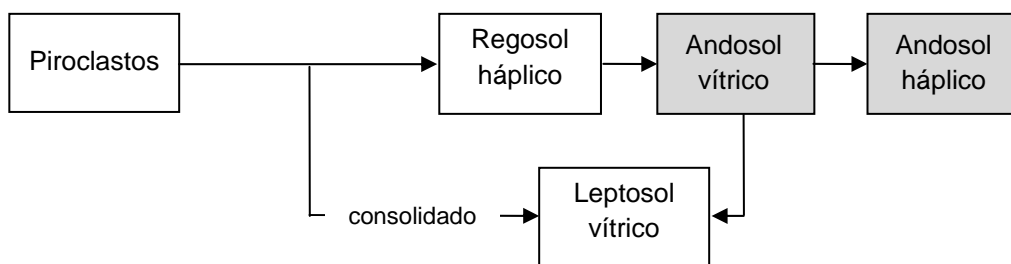 Piroclastos
Regosol
háplico
Andosol
vítrico
Andosol
háplico
consolidado
Leptosol
vítrico